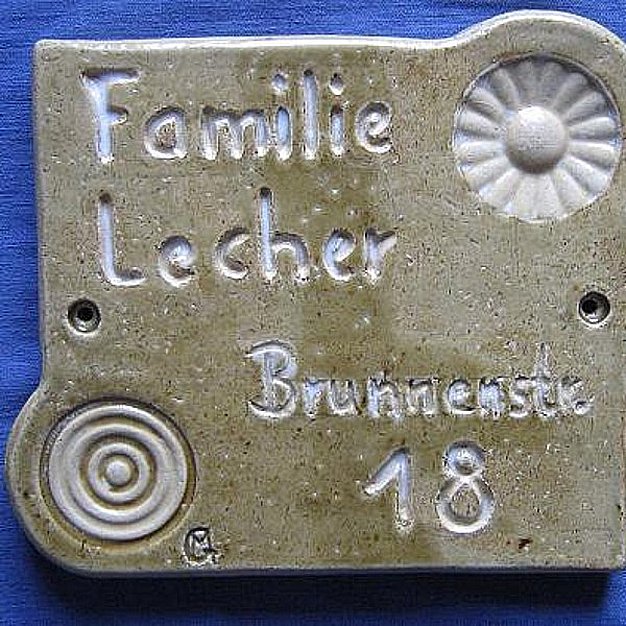 Familie
Lecher
Brunnenstr.
18